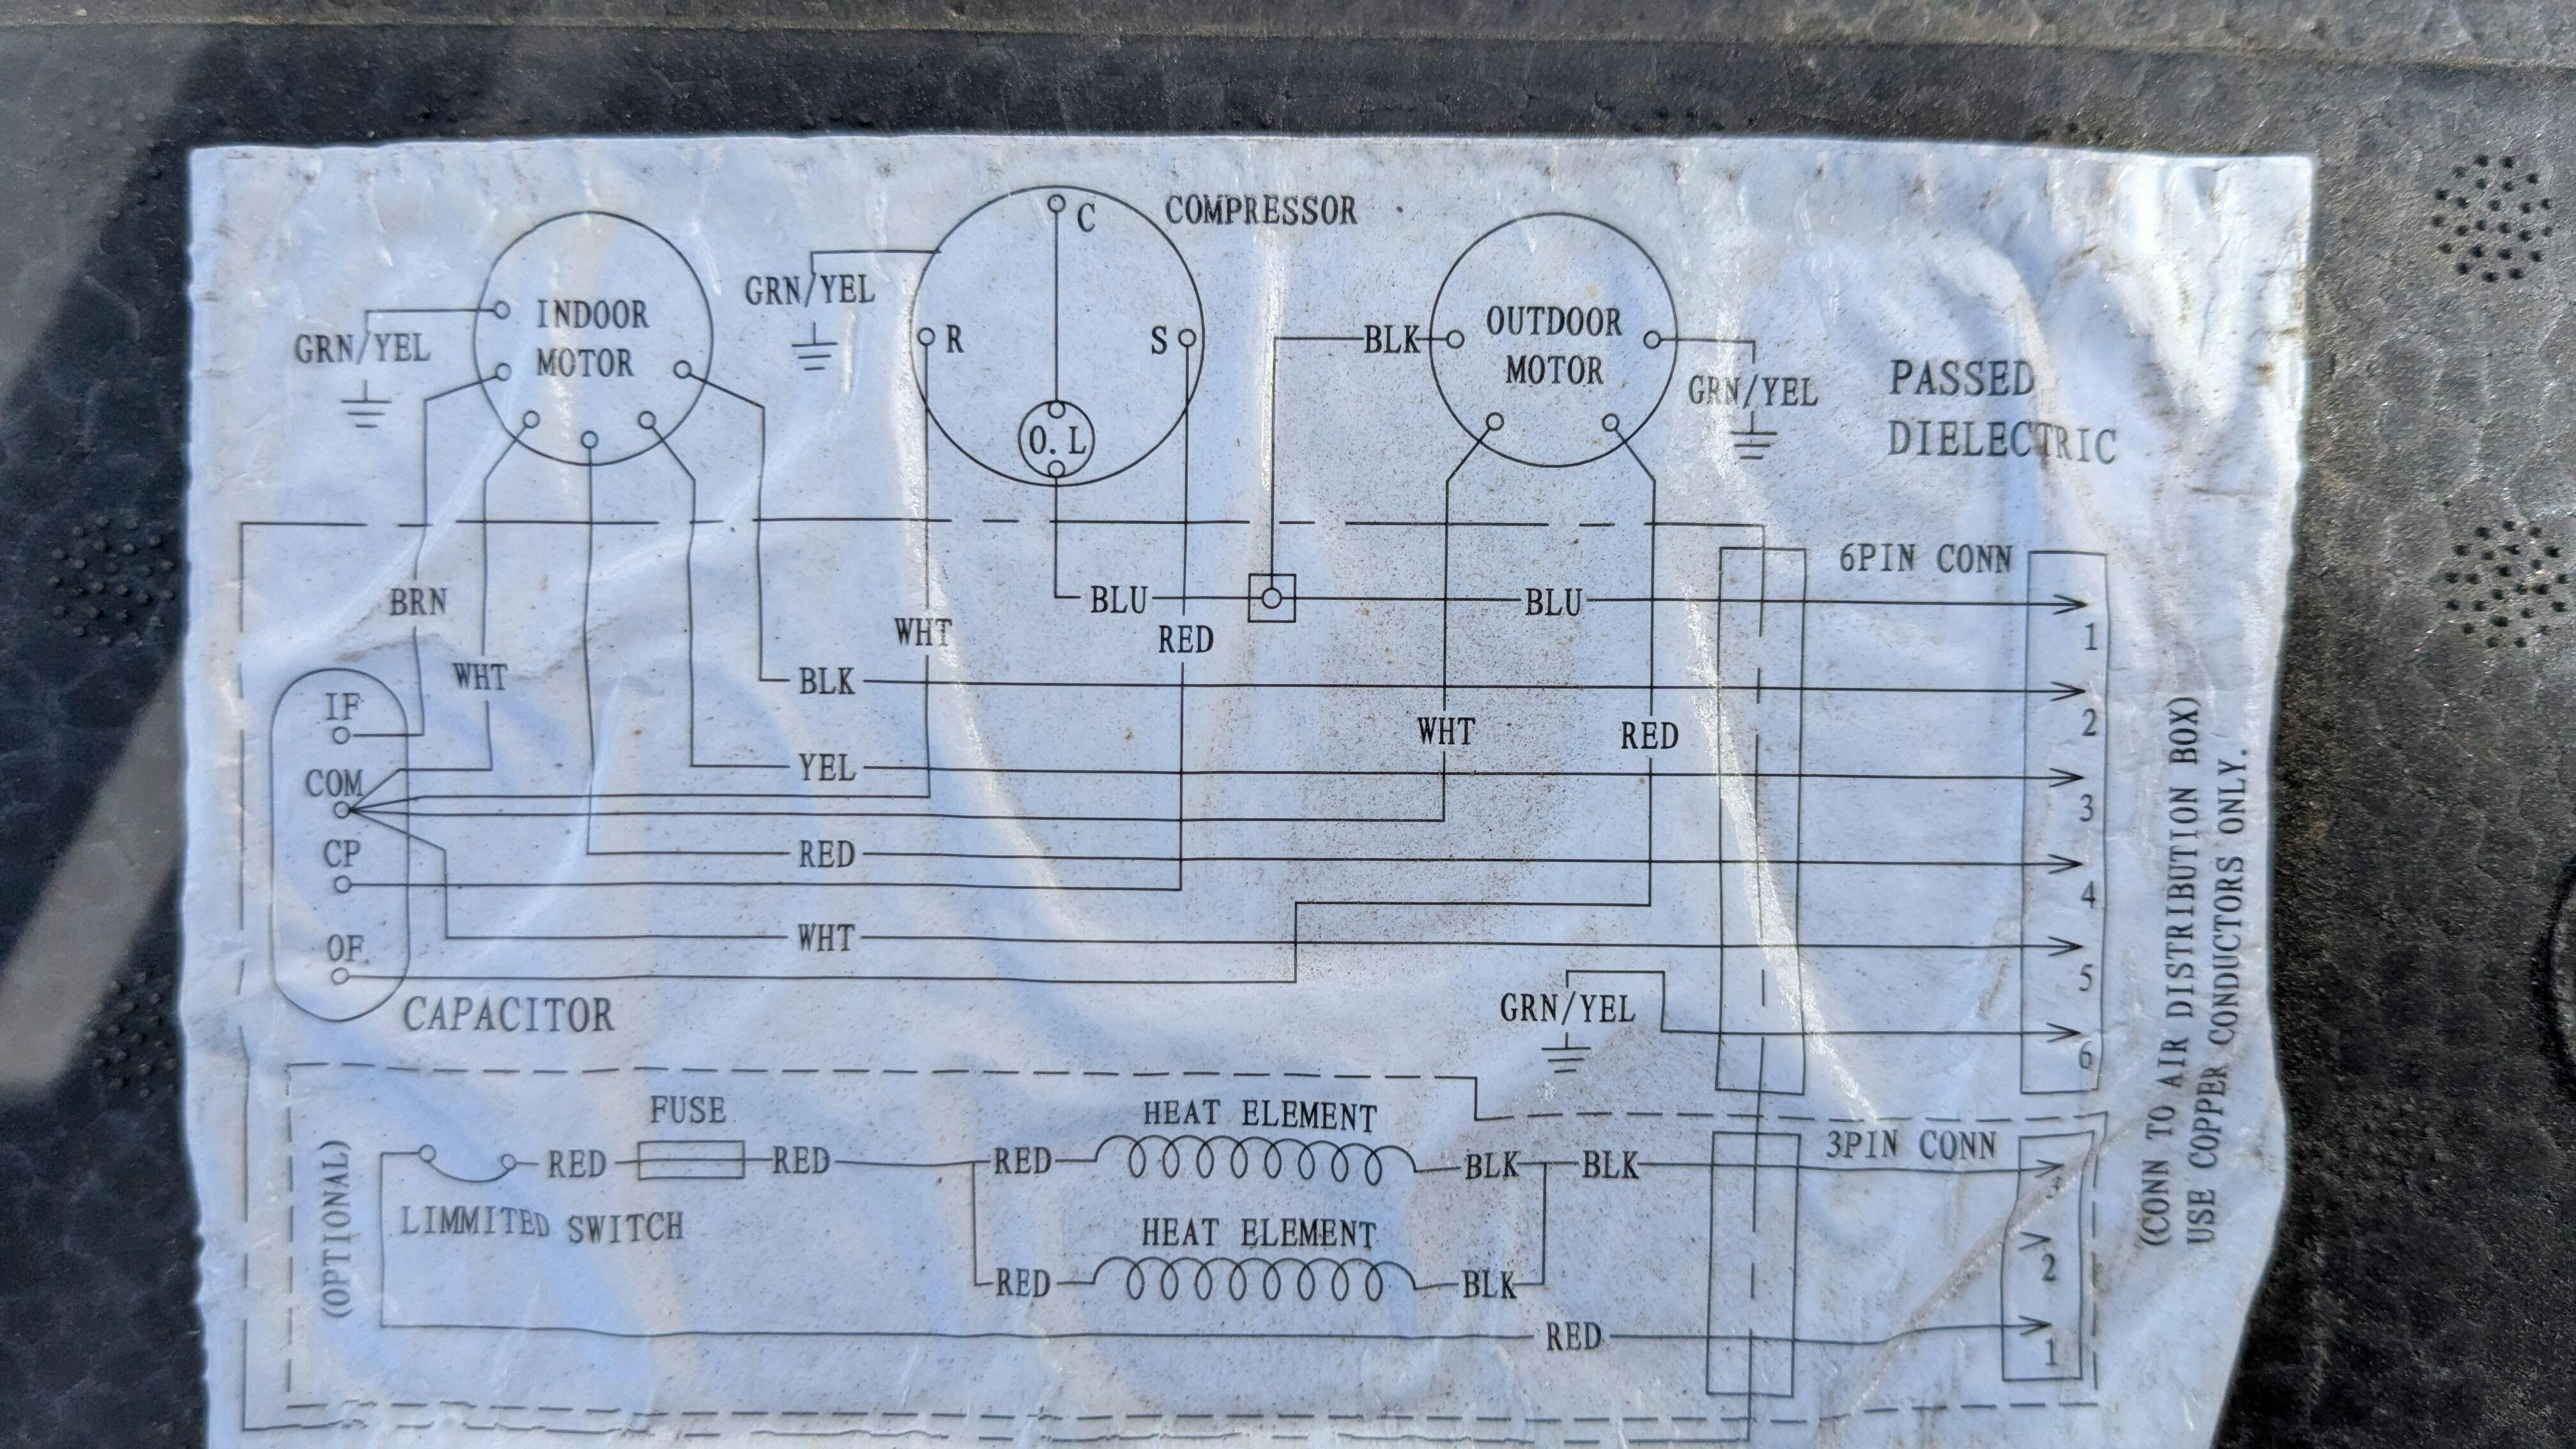 COMPRESSOR
C
INDOOR
MOTOR
GRN/YEL
GRN/YEL
R
S
O.L
BLK
OUTDOOR
MOTOR
GRN/YEL
PASSED
DIELECTRIC
6PIN CONN
BRN
WHT
WHT
BLU
RED
BLU
1
BLK
2
IF
WHT
RED
YEL
3
COM
CP
RED
4
OF
WHT
5
CAPACITOR
GRN/YEL
6
(CONN TO AIR DISTRIBUTION BOX)
USE COPPER CONDUCTORS ONLY.
(OPTIONAL)
FUSE
HEAT ELEMENT
3PIN CONN
RED
RED
RED
BLK
BLK
LIMMITED SWITCH
HEAT ELEMENT
RED
BLK
2
RED
1